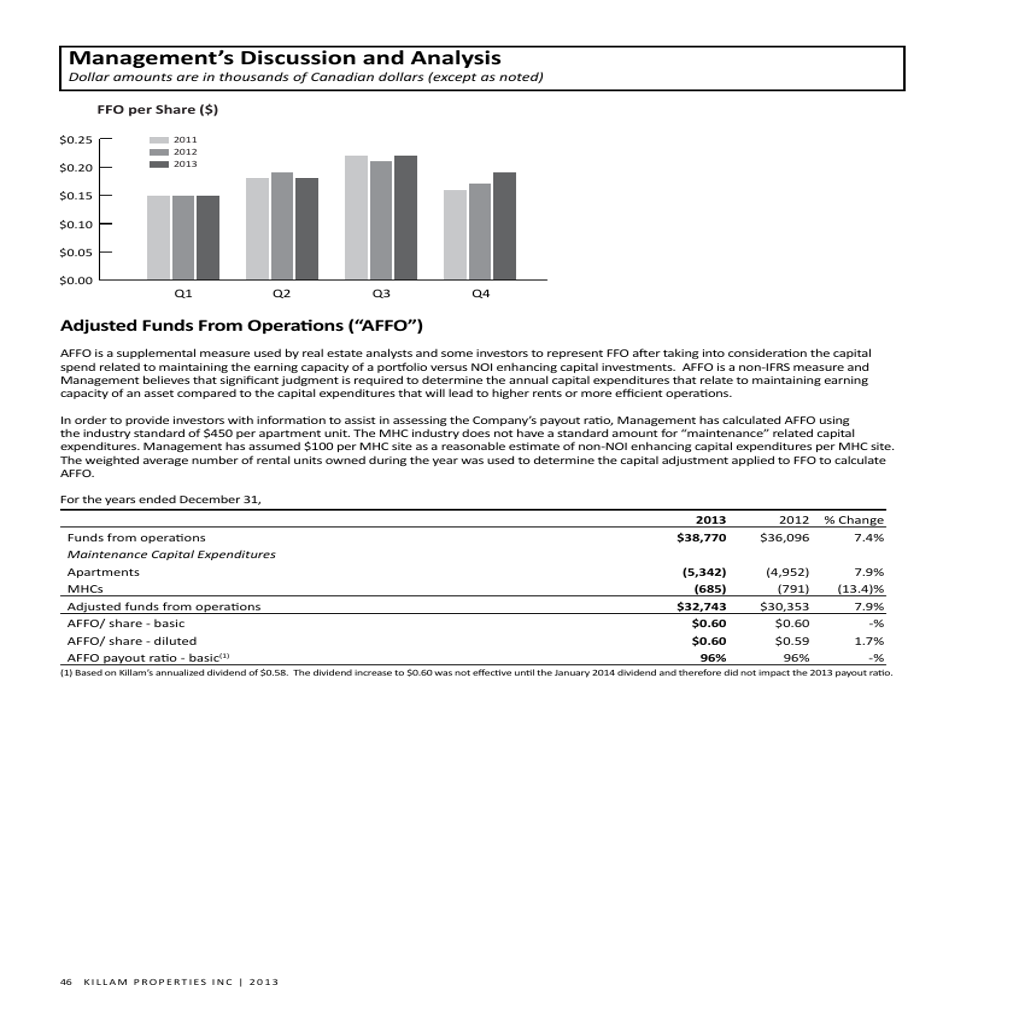 Management’s Discussion and Analysis
Dollar amounts are in thousands of Canadian dollars (except as noted)
FFO per Share ($)
$0.25
$0.20
$0.15
$0.10
$0.05
$0.00
2011
2012
2013
Q1 Q2 Q3 Q4
Adjusted Funds From Operations (“AFFO”)
AFFO is a supplemental measure used by real estate analysts and some investors to represent FFO after taking into consideration the capital
spend related to maintaining the earning capacity of a portfolio versus NOI enhancing capital investments. AFFO is a non-IFRS measure and
Management believes that significant judgment is required to determine the annual capital expenditures that relate to maintaining earning
capacity of an asset compared to the capital expenditures that will lead to higher rents or more efficient operations.
In order to provide investors with information to assist in assessing the Company’s payout ratio, Management has calculated AFFO using
the industry standard of $450 per apartment unit. The MHC industry does not have a standard amount for “maintenance” related capital
expenditures. Management has assumed $100 per MHC site as a reasonable estimate of non-NOI enhancing capital expenditures per MHC site.
The weighted average number of rental units owned during the year was used to determine the capital adjustment applied to FFO to calculate
AFFO.
For the years ended December 31,
2013 2012 % Change
Funds from operations $38,770 $36,096 7.4%
Maintenance Capital Expenditures
Apartments (5,342) (4,952) 7.9%
MHCs (685) (791) (13.4)%
Adjusted funds from operations $32,743 $30,353 7.9%
AFFO/ share - basic $0.60 $0.60 -%
AFFO/ share - diluted $0.60 $0.59 1.7%
AFFO payout ratio - basic(1) 96% 96% -%
(1) Based on Killam’s annualized dividend of $0.58. The dividend increase to $0.60 was not effective until the January 2014 dividend and therefore did not impact the 2013 payout ratio.
46 KILLAM PROPERTIES INC | 2013